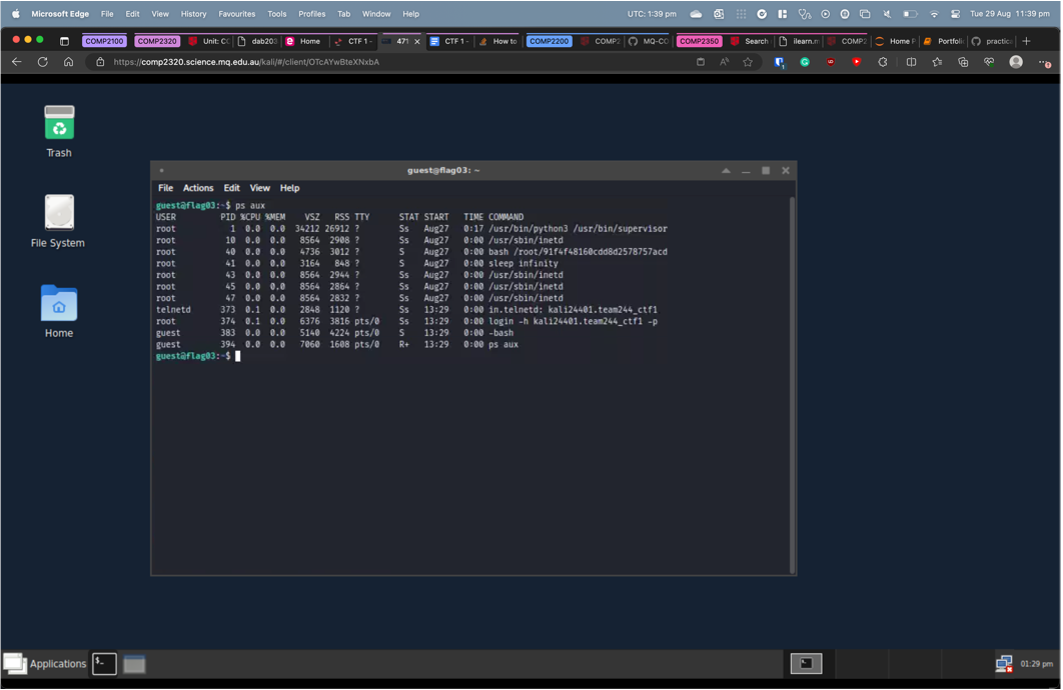 Microsoft Edge File Edit View History Favourites Tools Profiles Tab Window Help UTC: 1:39 pm Tue 29 Aug 11:39 pm
COMP2100 COMP2320 Unit: CC dab20 Home CTF 1 - 471 CTF 1 - How to COMP2200 COMP2 MQ-CO COMP2350 Search ilearn.m COMP2 Home P Portfoli practic
https://comp2320.science.mq.edu.au/kali/#/client/OTcAYwBteXNxbA
Trash
File System
Home
guest@flag03: ~
File Actions Edit View Help
guest@flag03:~$ ps aux
USER PID %CPU %MEM VSZ RSS TTY STAT START TIME COMMAND
root 1 0.0 0.0 34212 26912 ? Ss Aug27 0:17 /usr/bin/python3 /usr/bin/supervisor
root 10 0.0 0.0 8564 2908 ? Ss Aug27 0:00 /usr/sbin/inetd
root 40 0.0 0.0 4736 3012 ? S Aug27 0:00 bash /root/91f4f48160cdd8d2578757acd
root 41 0.0 0.0 3164 848 ? S Aug27 0:00 sleep infinity
root 43 0.0 0.0 8564 2944 ? Ss Aug27 0:00 /usr/sbin/inetd
root 45 0.0 0.0 8564 2864 ? Ss Aug27 0:00 /usr/sbin/inetd
root 47 0.0 0.0 8564 2832 ? Ss Aug27 0:00 /usr/sbin/inetd
telnetd 373 0.1 0.0 2848 1120 ? Ss 13:29 0:00 in.telnetd: kali24401.team244_ctf1
root 374 0.1 0.0 6376 3816 pts/0 Ss 13:29 0:00 login -h kali24401.team244_ctf1 -p
guest 383 0.0 0.0 5140 4224 pts/0 S 13:29 0:00 -bash
guest 394 0.0 0.0 7060 1608 pts/0 R+ 13:29 0:00 ps aux
guest@flag03:~$
Applications
01:29 pm